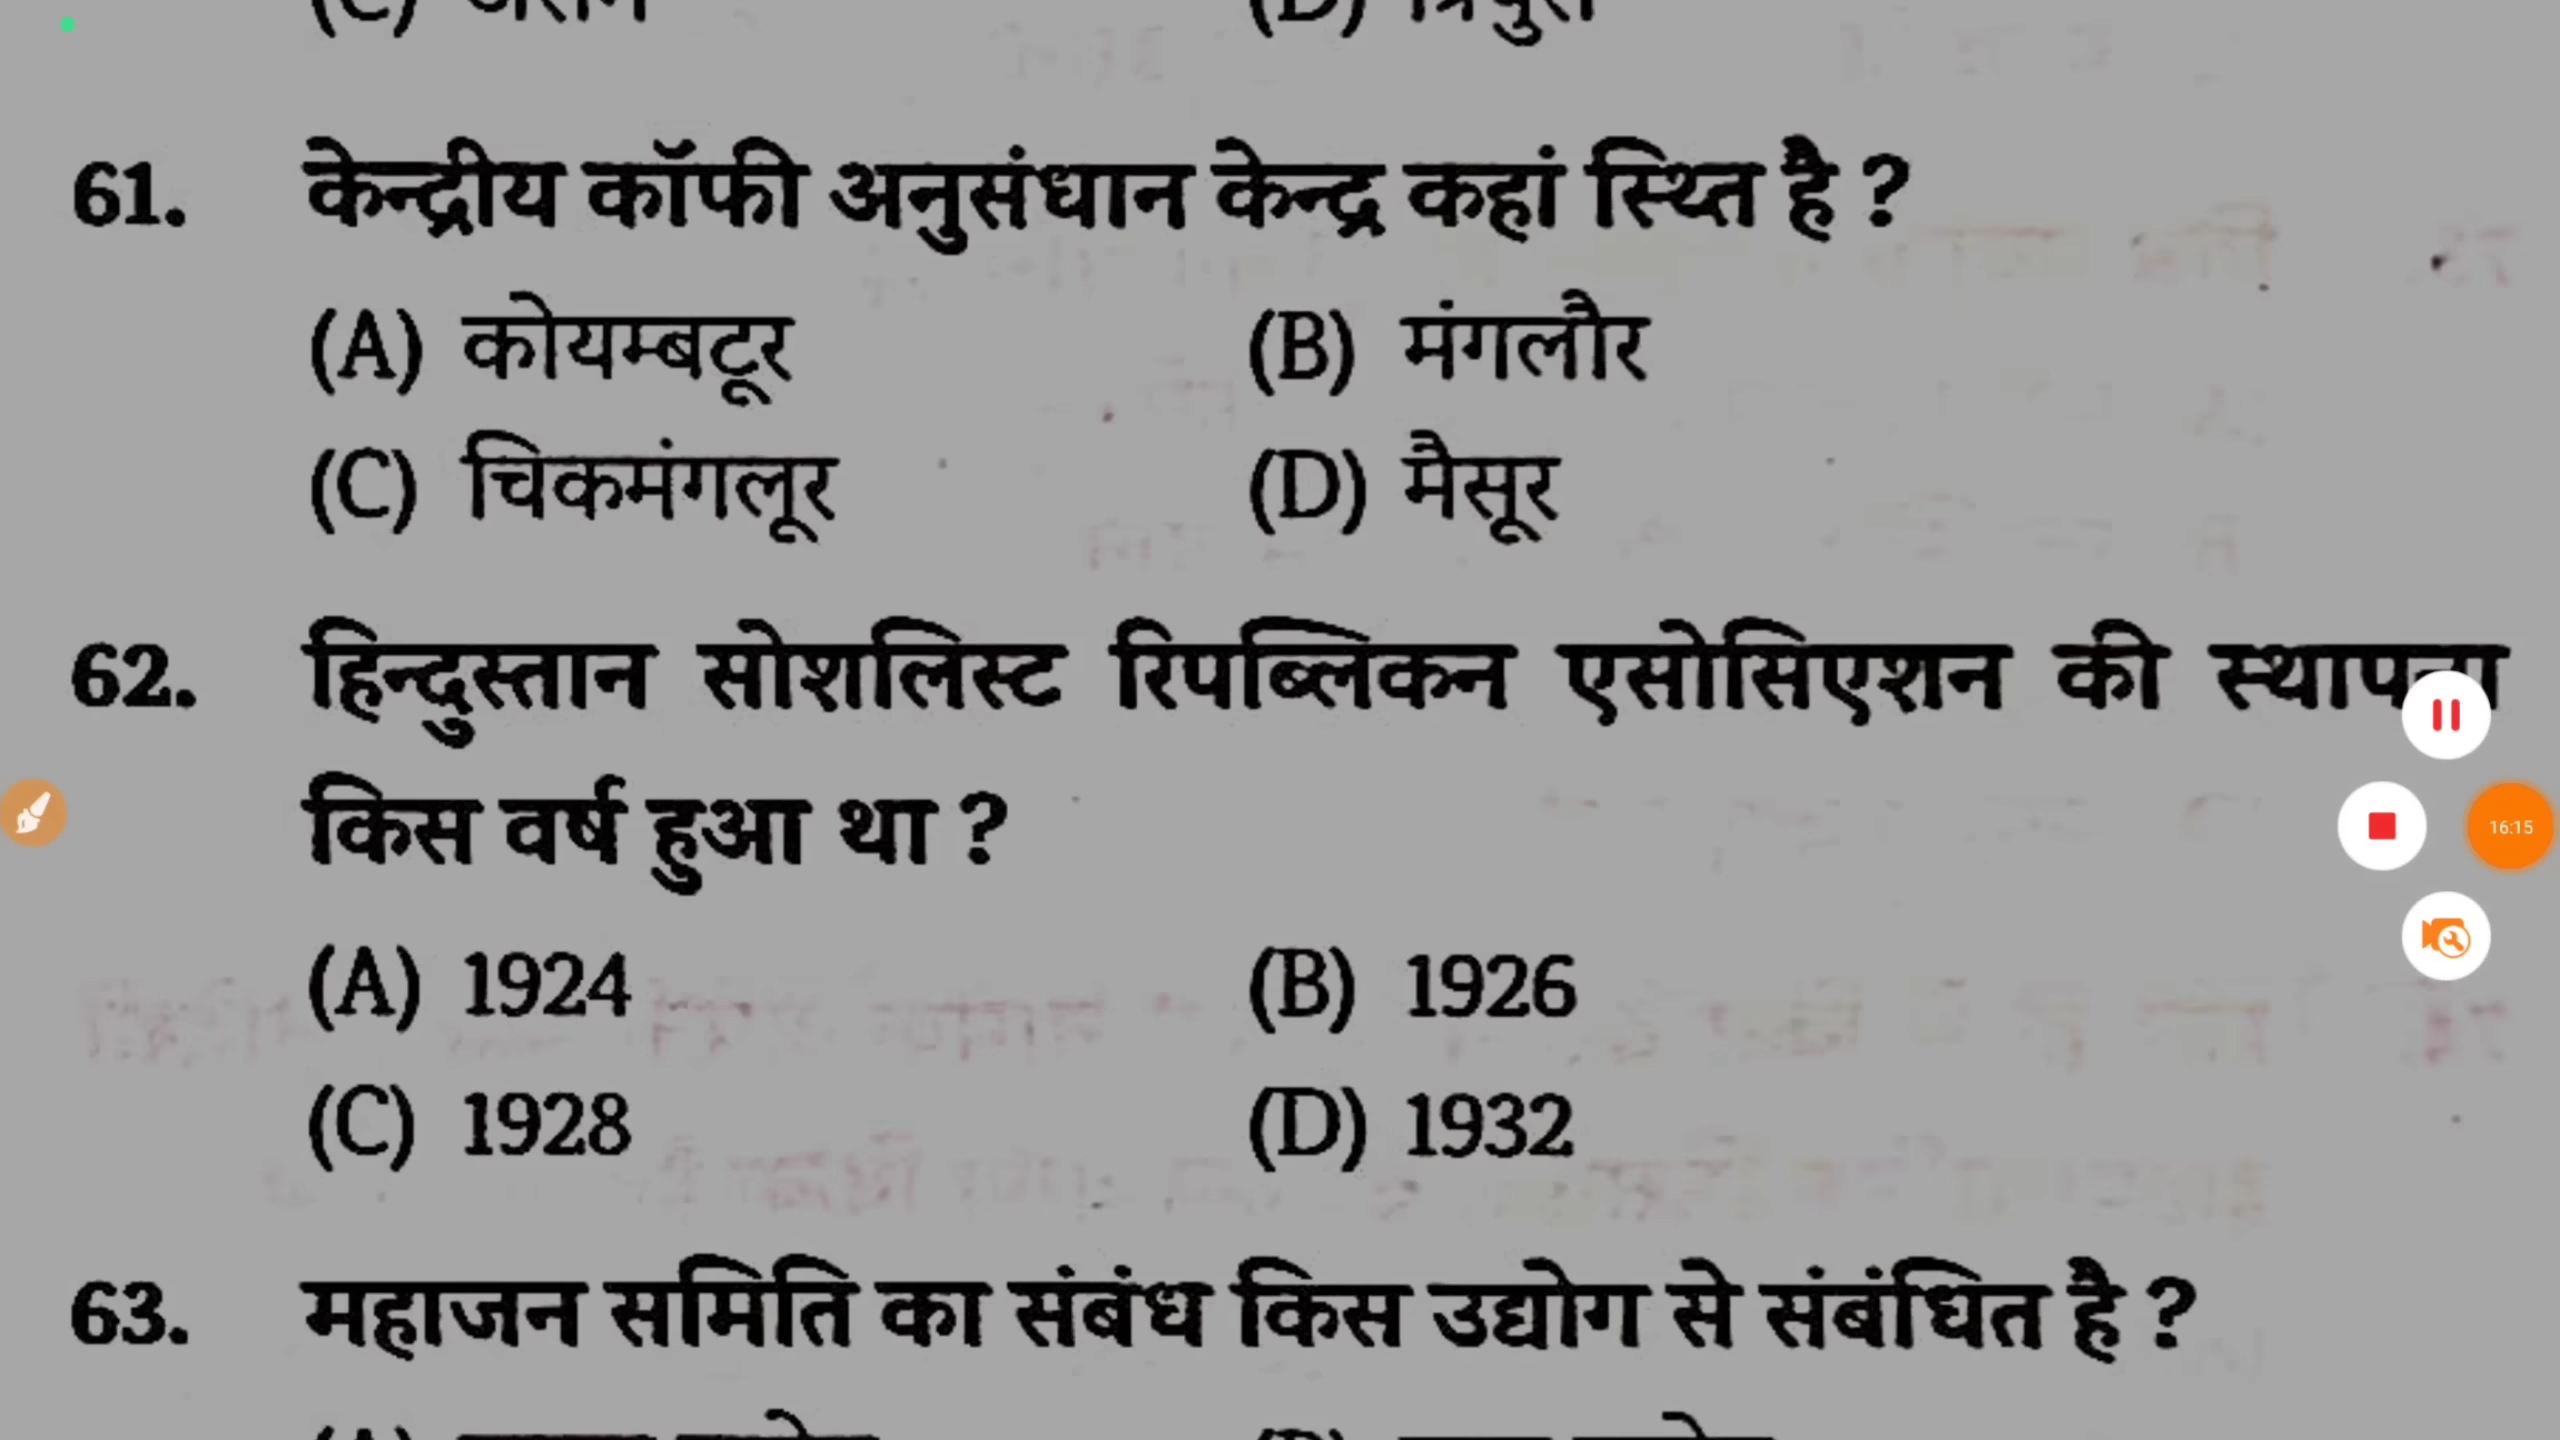 61. केन्द्रीय कॉफी अनुसंधान केन्द्र कहां स्थ्ति है ?
(A) कोयम्बटूर (B) मंगलौर
(C) चिकमंगलूर (D) मैसूर
62. हिन्दुस्तान सोशलिस्ट रिपब्लिकन एसोसिएशन की स्थापना
किस वर्ष हुआ था ?
16:15
(A) 1924 (B) 1926
(C) 1928 (D) 1932
63. महाजन समिति का संबंध किस उद्योग से संबंधित है ?